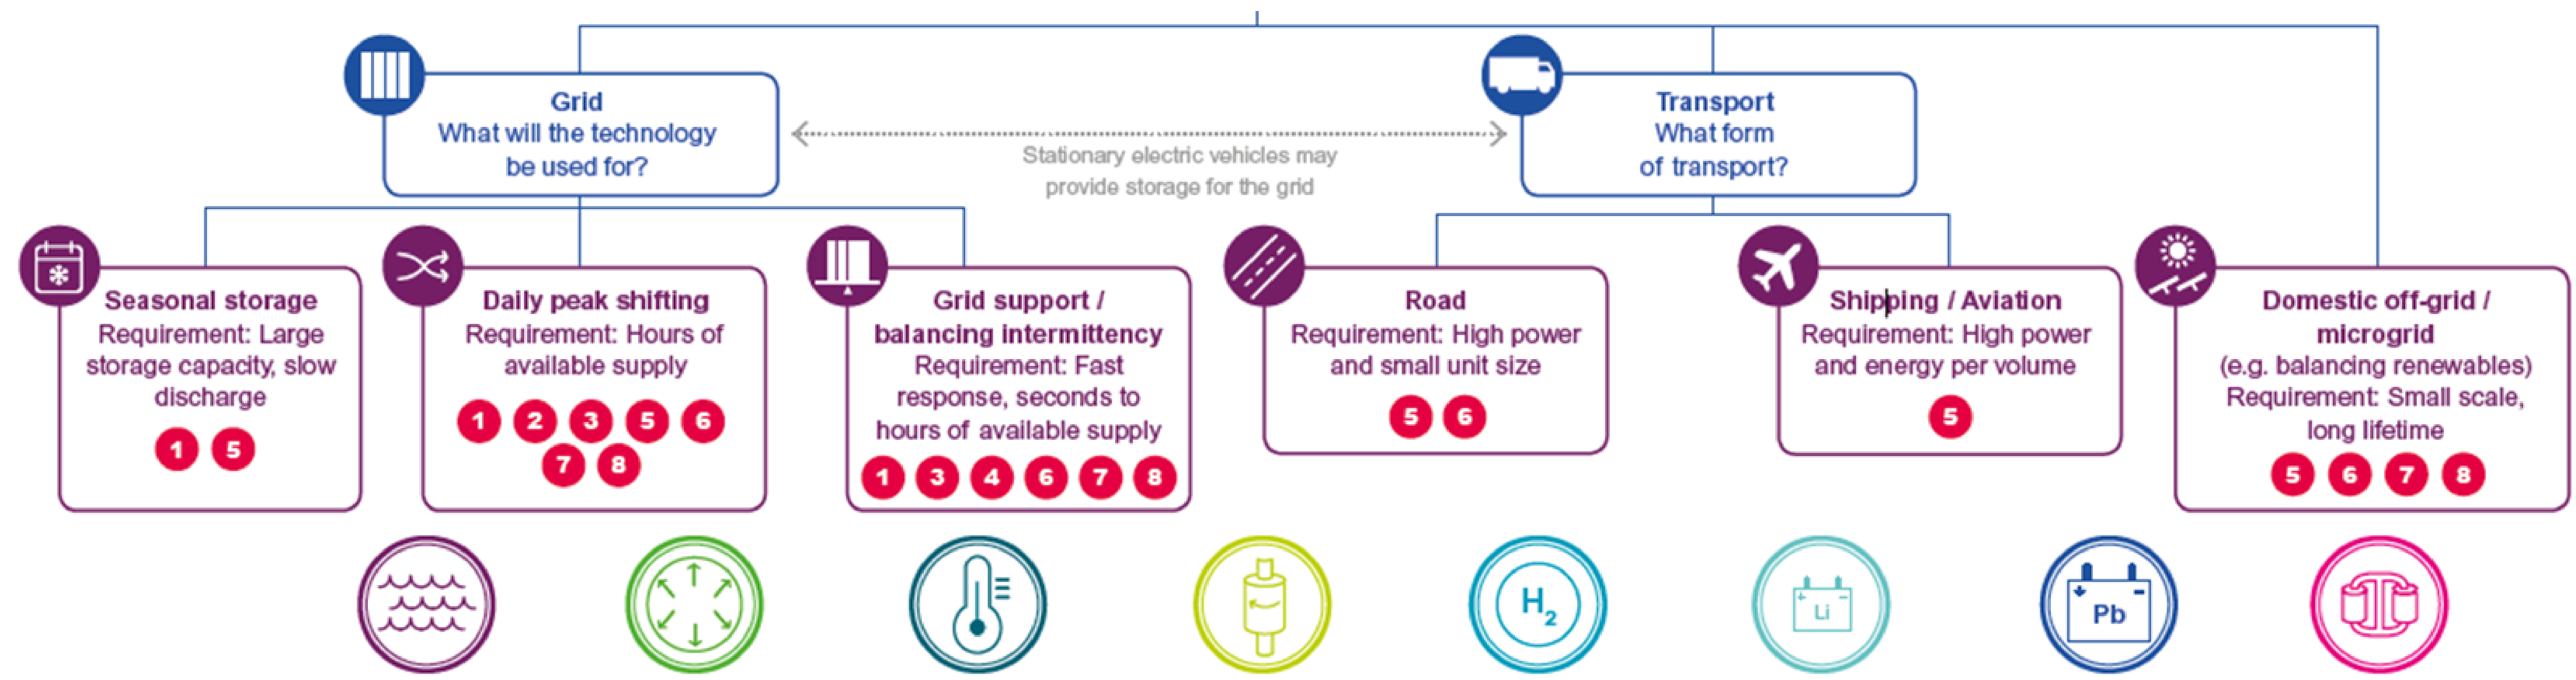 Grid
What will the technology
be used for?
Stationary electric vehicles may
provide storage for the grid
Transport
What form
of transport?
Seasonal storage
Requirement: Large
storage capacity, slow
discharge
1 5
Daily peak shifting
Requirement: Hours of
available supply
1 2 3 5 6
7 8
Grid support /
balancing intermittency
Requirement: Fast
response, seconds to
hours of available supply
1 3 4 6 7 8
Road
Requirement: High power
and small unit size
5 6
Shipping / Aviation
Requirement: High power
and energy per volume
5
Domestic off-grid /
microgrid
(e.g. balancing renewables)
Requirement: Small scale,
long lifetime
5 6 7 8
H2
+ -
Li
+ -
Pb